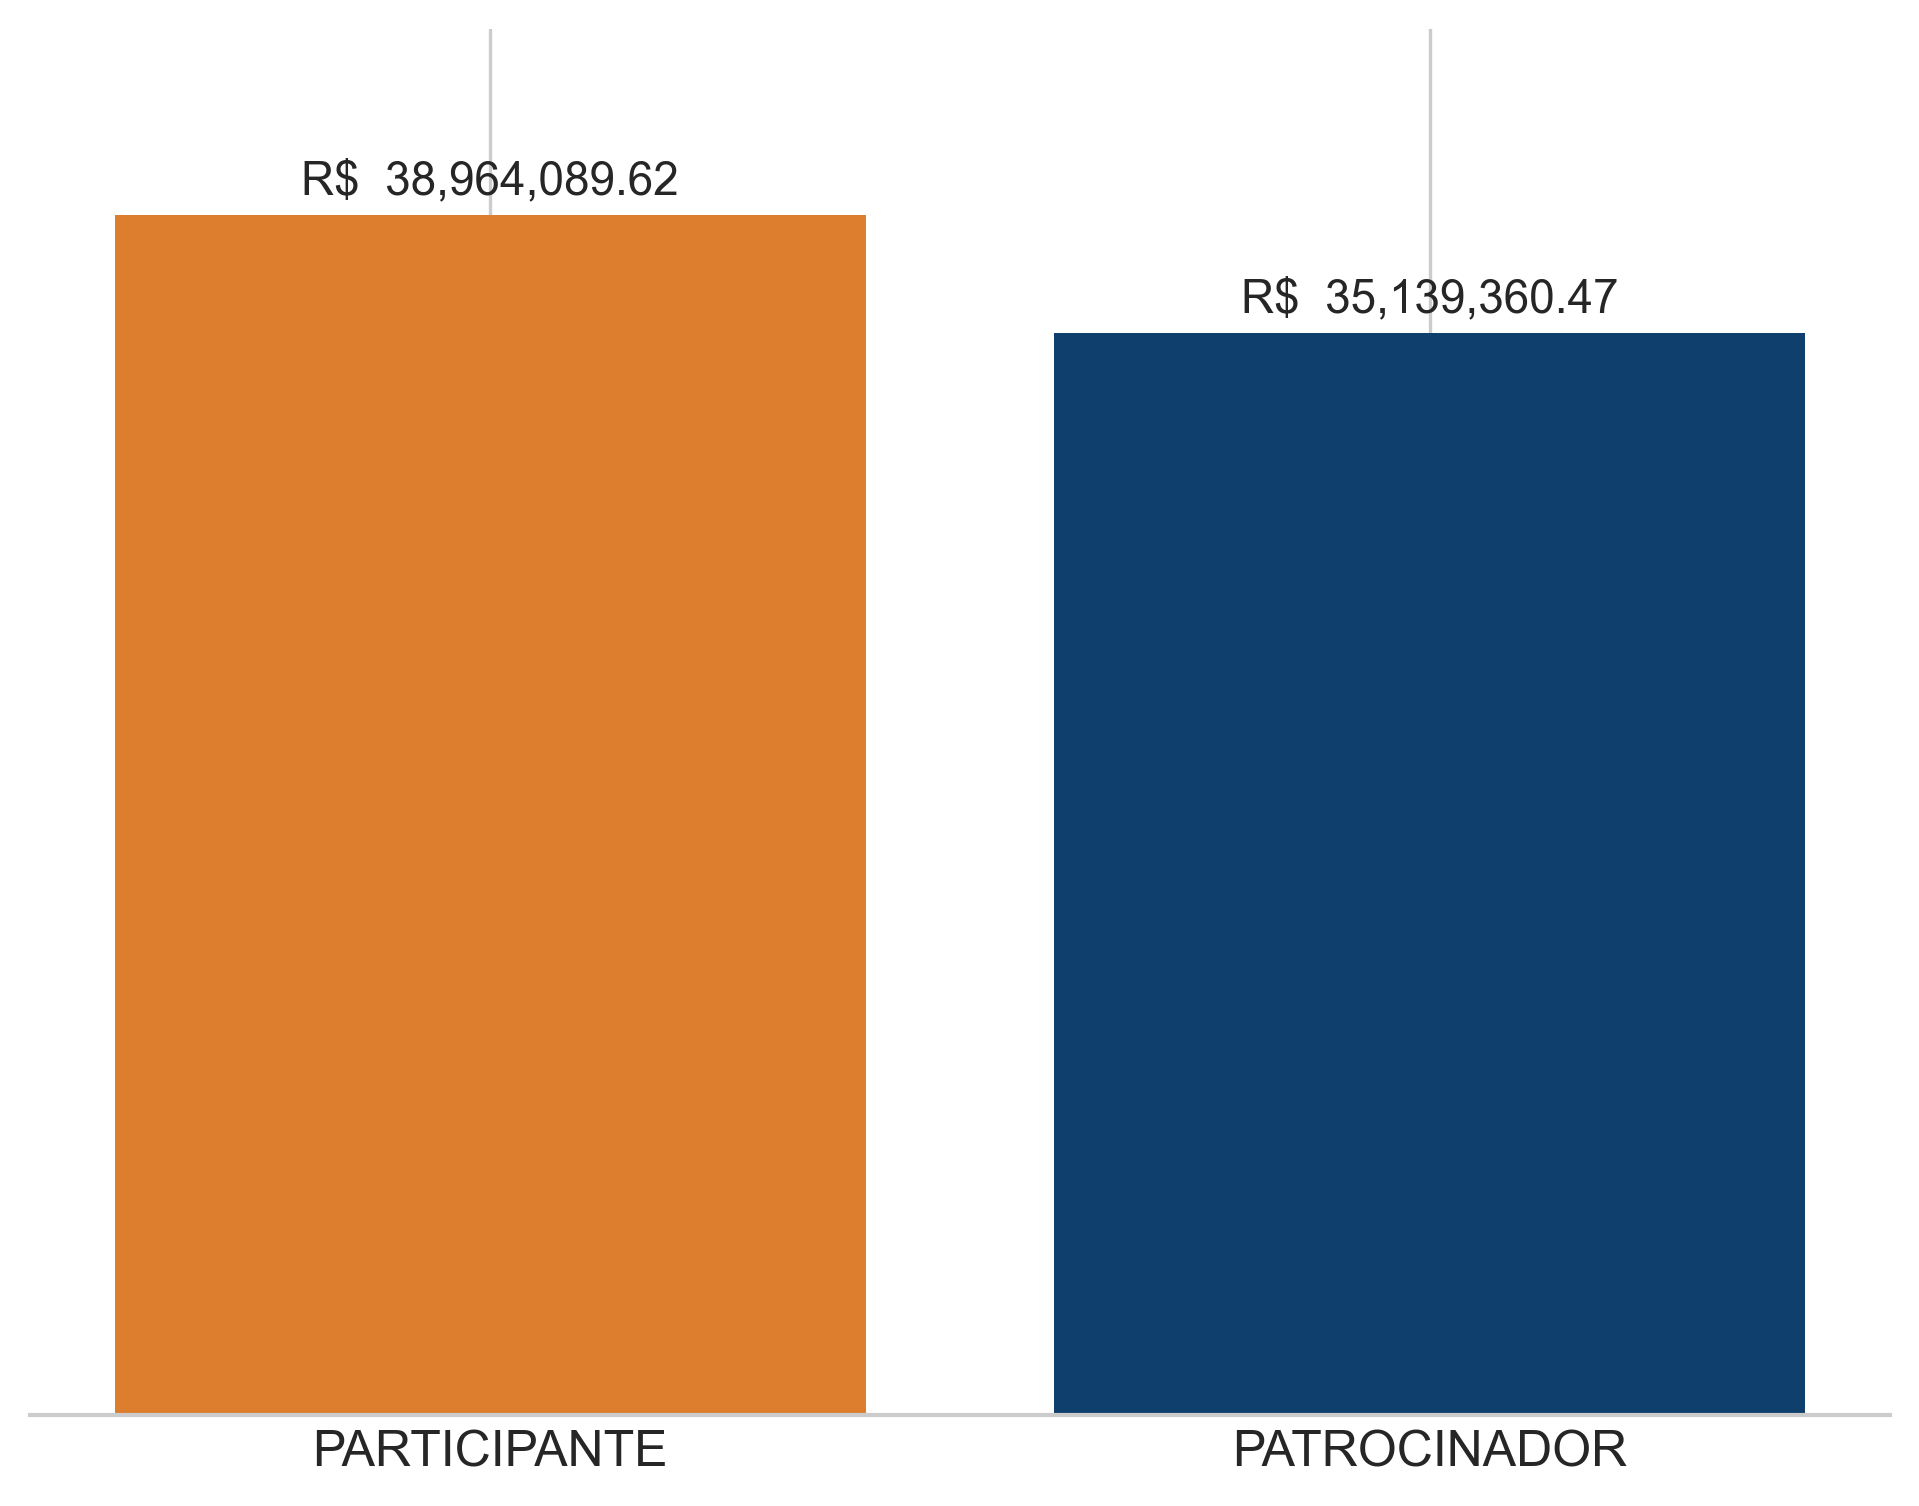 R$  38,964,089.62
R$  35,139,360.47
PARTICIPANTE
PATROCINADOR